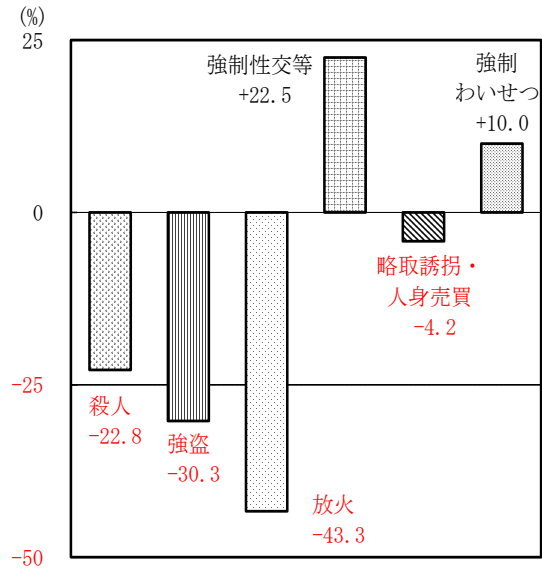 (%)
25
0
-25
-50
殺人
-22.8
強盗
-30.3
放火
-43.3
強制性交等
+22.5
略取誘拐・
人身売買
-4.2
強制
わいせつ
+10.0